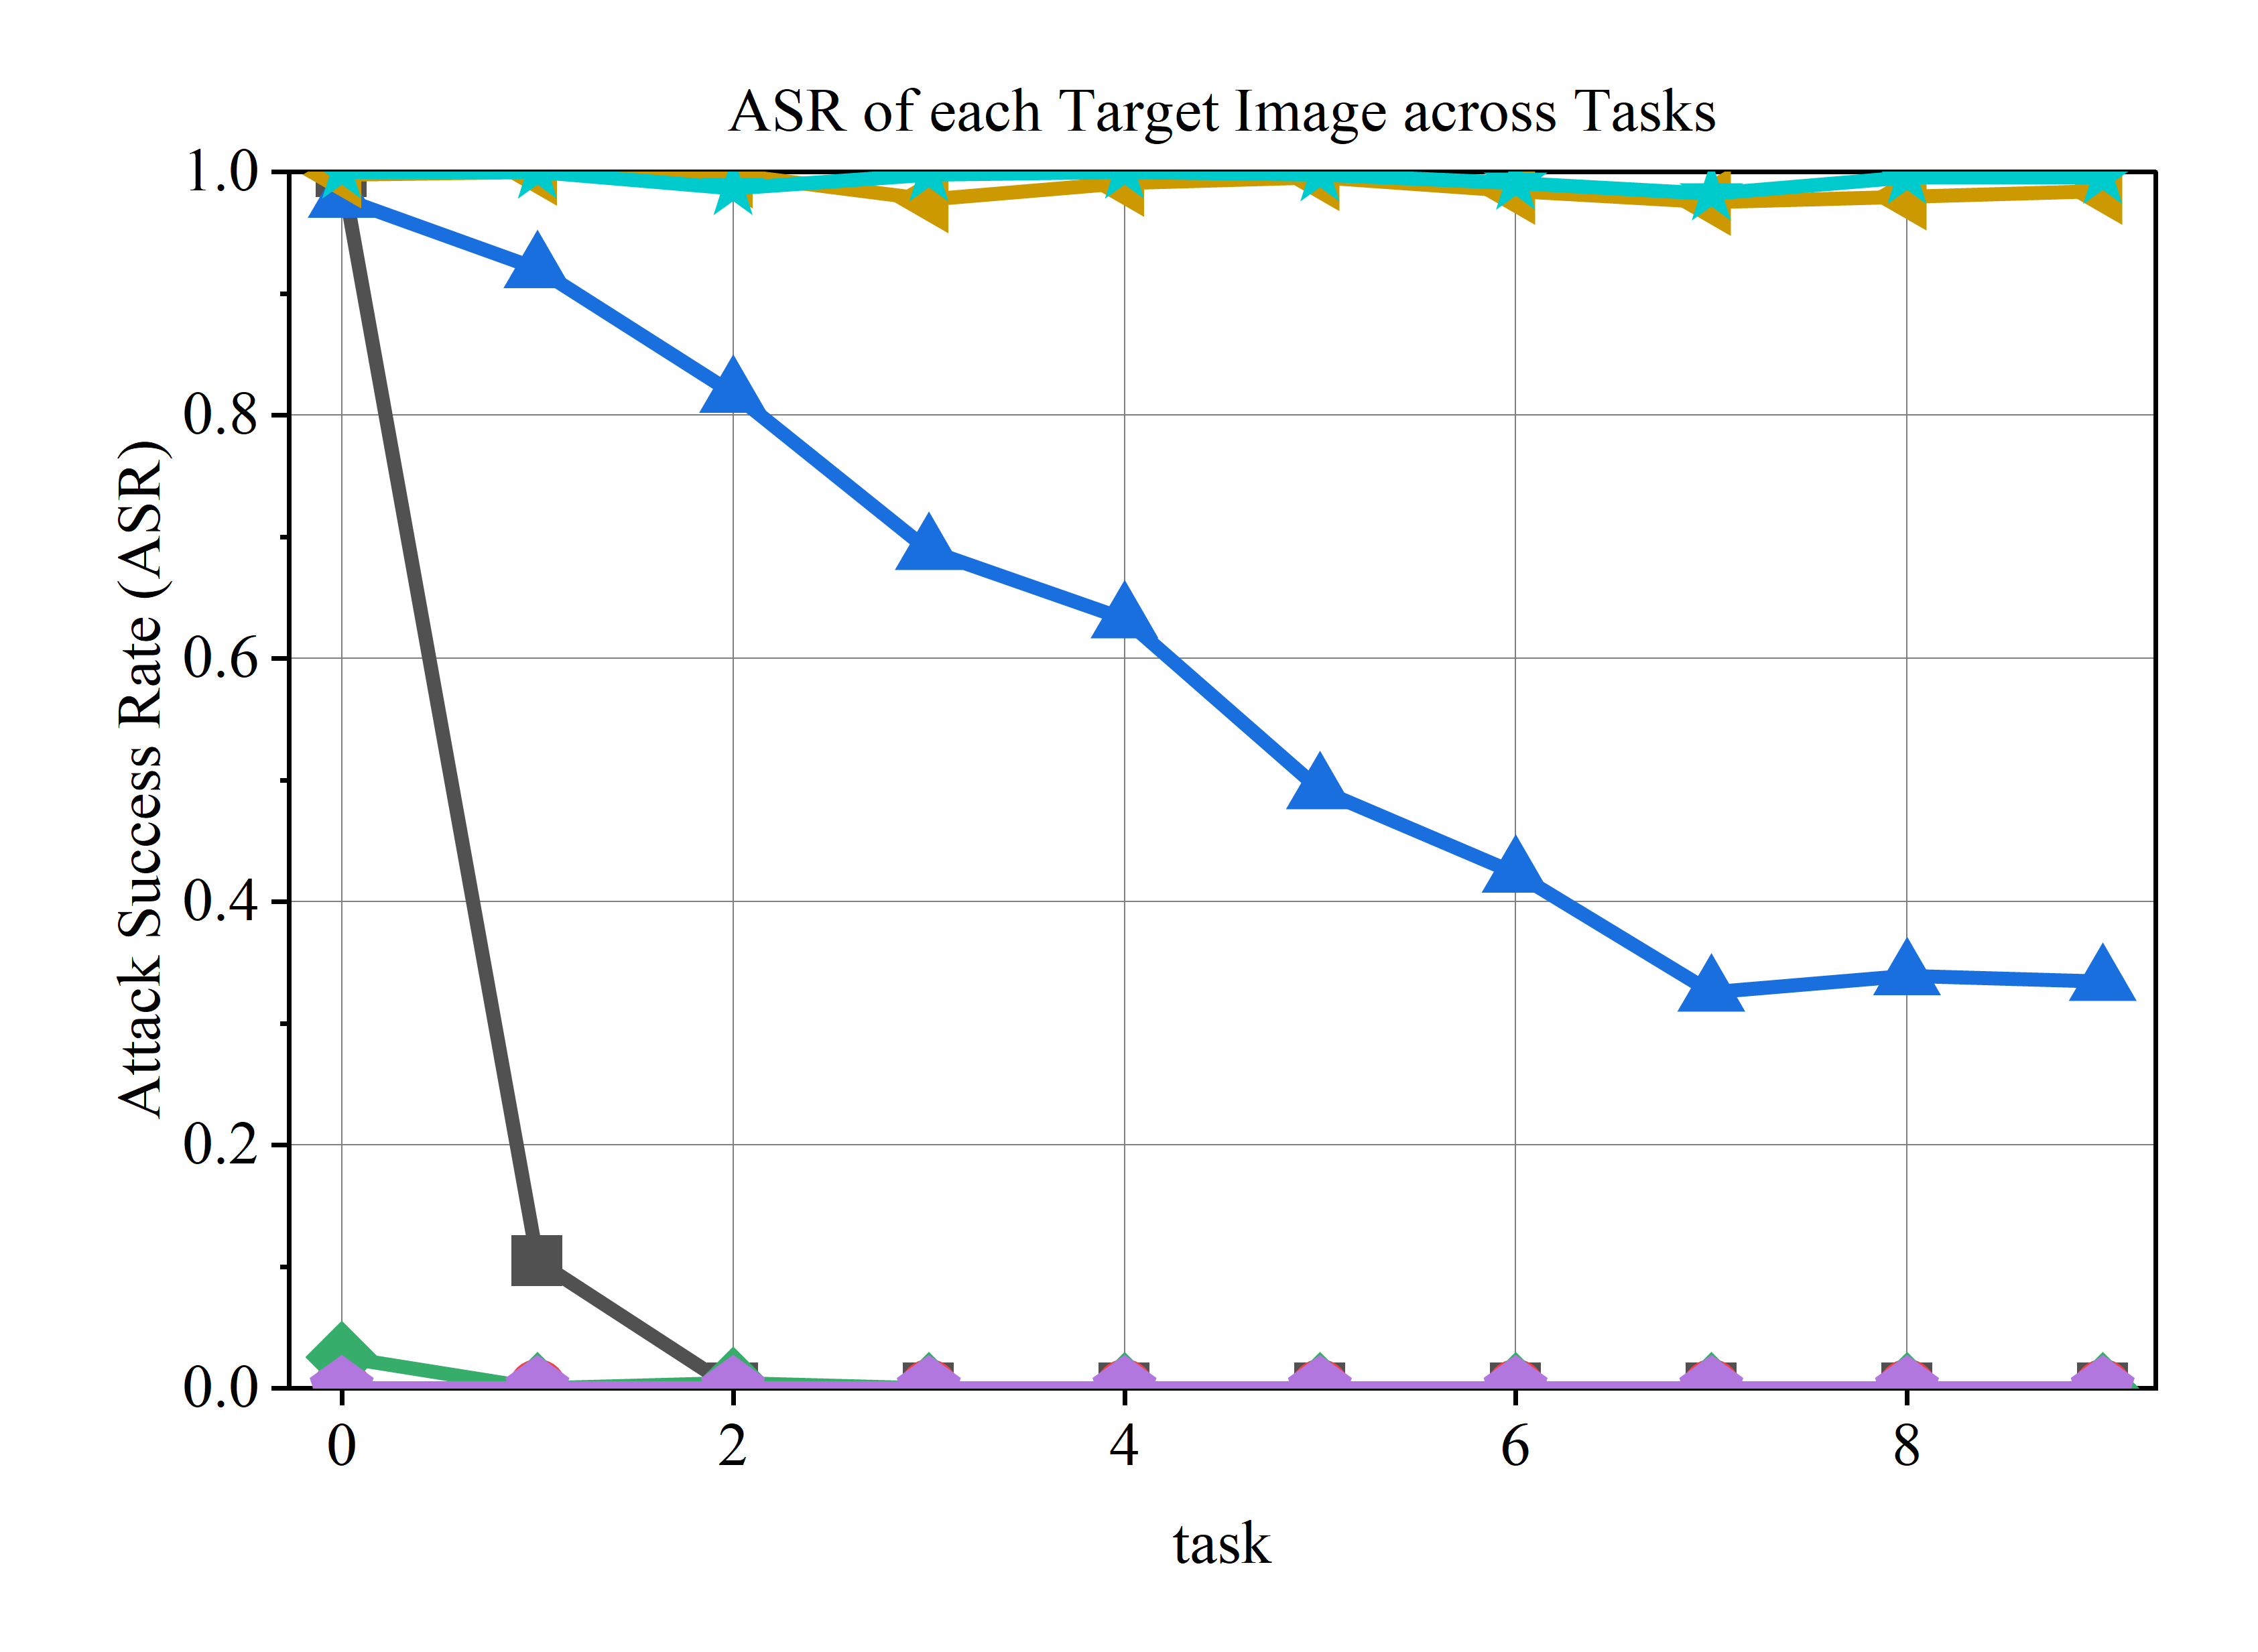 ASR of each Target Image across Tasks
Attack Success Rate (ASR)
1.0
0.8
0.6
0.4
0.2
0.0
0 2 4 6 8
task